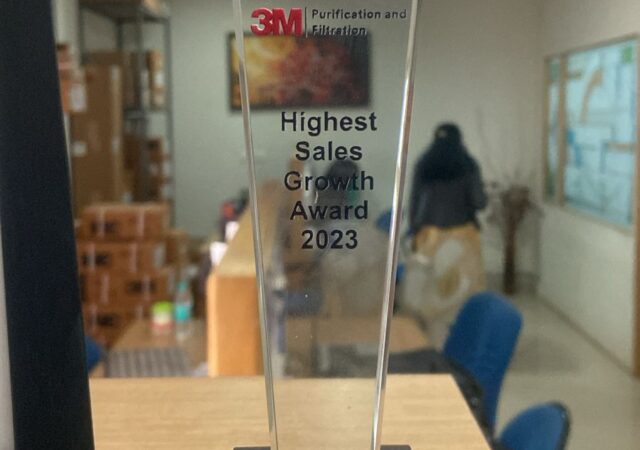 3M
Purification and
Filtration
Highest
Sales
Growth
Award
2023